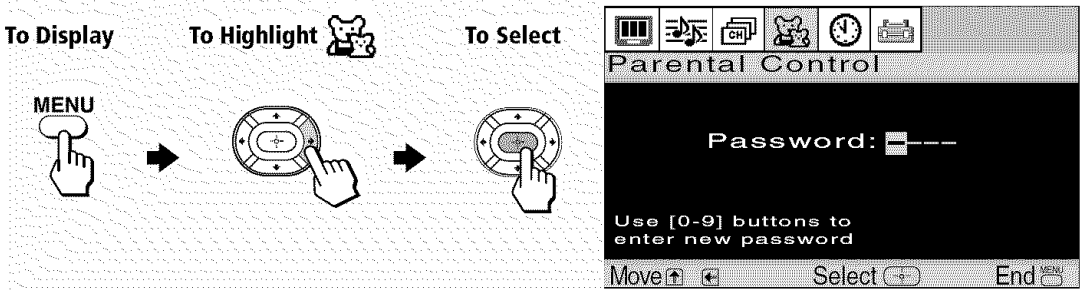 To Display
To Highlight
To Select
MENU
CH
Parental Control
Password: ----
Use [0-9] buttons to
enter new password
Move Select End MENU